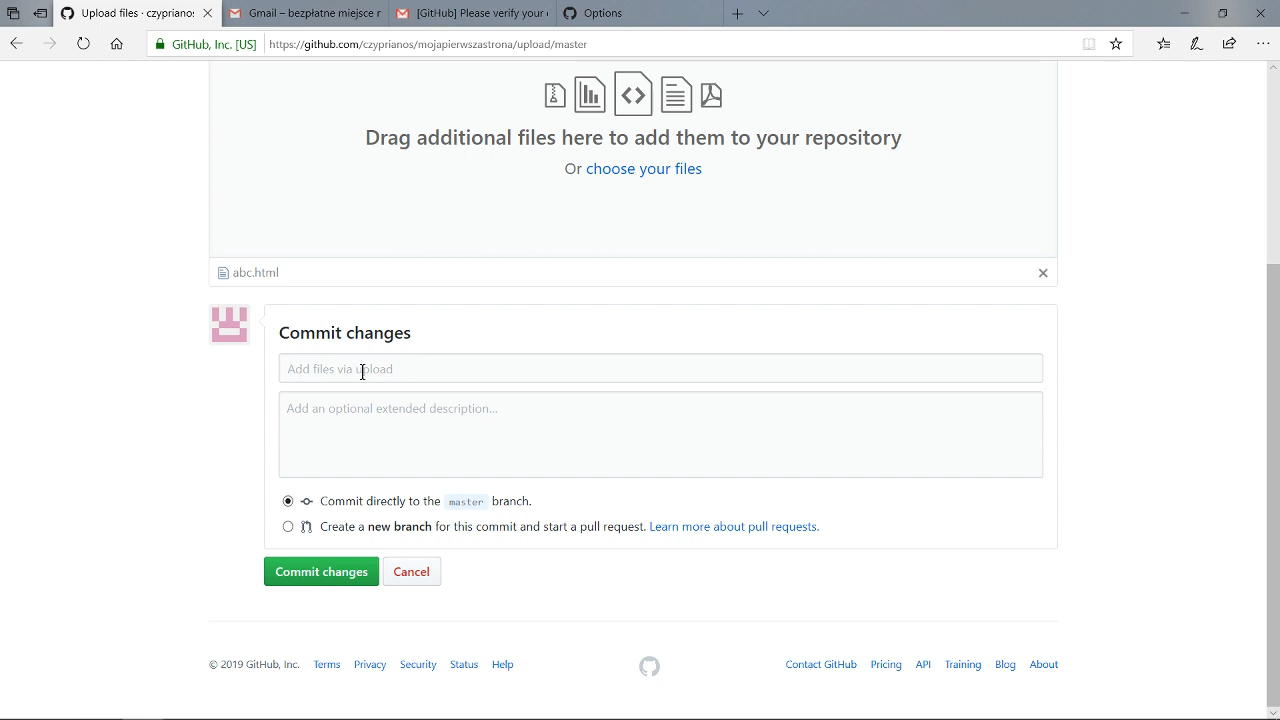 Upload files · czyprianos
Gmail – bezpłatne miejsce r
[GitHub] Please verify your
Options
GitHub, Inc. [US]
https://github.com/czyprianos/mojapierwszastrona/upload/master
Drag additional files here to add them to your repository
Or choose your files
abc.html
Commit changes
Add files via upload
Add an optional extended description...
Commit directly to the master branch.
Create a new branch for this commit and start a pull request. Learn more about pull requests.
Commit changes
Cancel
© 2019 GitHub, Inc. Terms Privacy Security Status Help Contact GitHub Pricing API Training Blog About